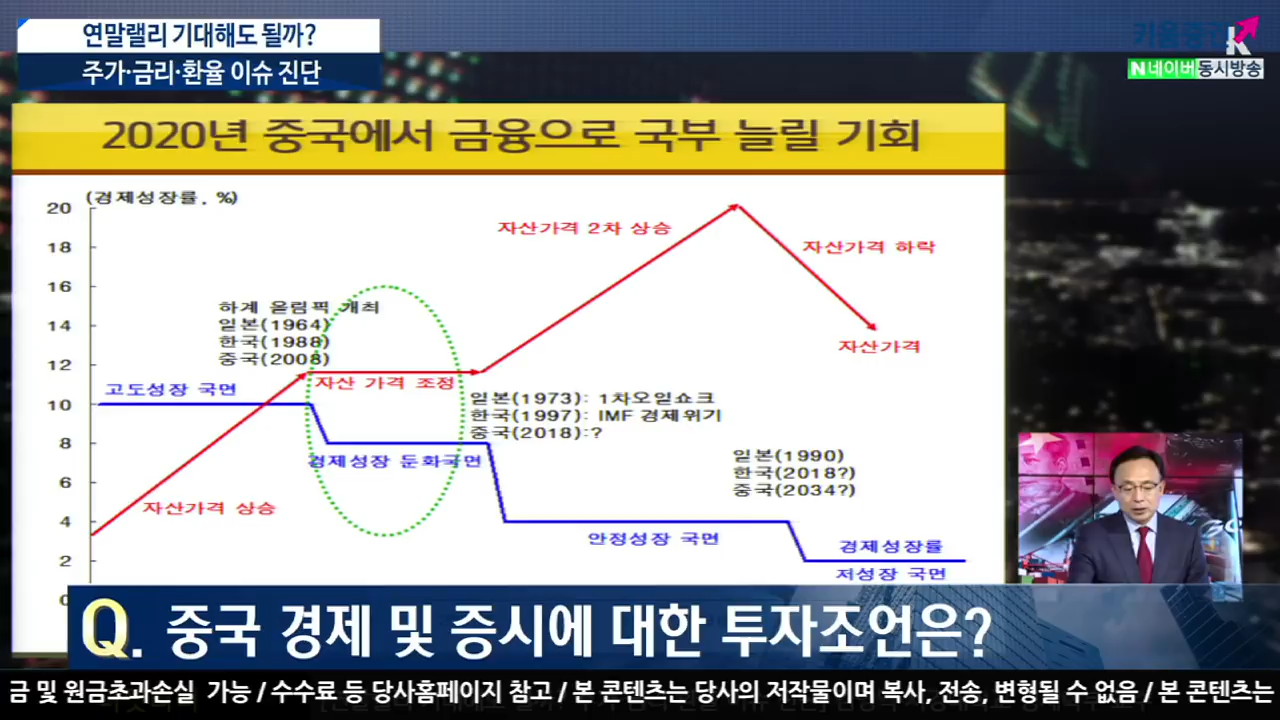 연말랠리 기대해도 될까?
주가·금리·환율 이슈 진단
키움증권
N 네이버 동시방송
2020년 중국에서 금융으로 국부 늘릴 기회
(경제성장률, %)
20
18
16
14
12
10
8
6
4
2
자산가격 2차 상승
자산가격 하락
하계 올림픽 개최
일본(1964)
한국(1988)
중국(2008)
자산가격
고도성장 국면
자산 가격 조정
일본(1973): 1차오일쇼크
한국(1997): IMF 경제위기
중국(2018):?
경제성장 둔화국면
일본(1990)
한국(2018?)
중국(2034?)
자산가격 상승
안정성장 국면
경제성장률
저성장 국면
Q. 중국 경제 및 증시에 대한 투자조언은?
금 및 원금초과손실 가능 / 수수료 등 당사홈페이지 참고 / 본 콘텐츠는 당사의 저작물이며 복사, 전송, 변형될 수 없음 / 본 콘텐츠는